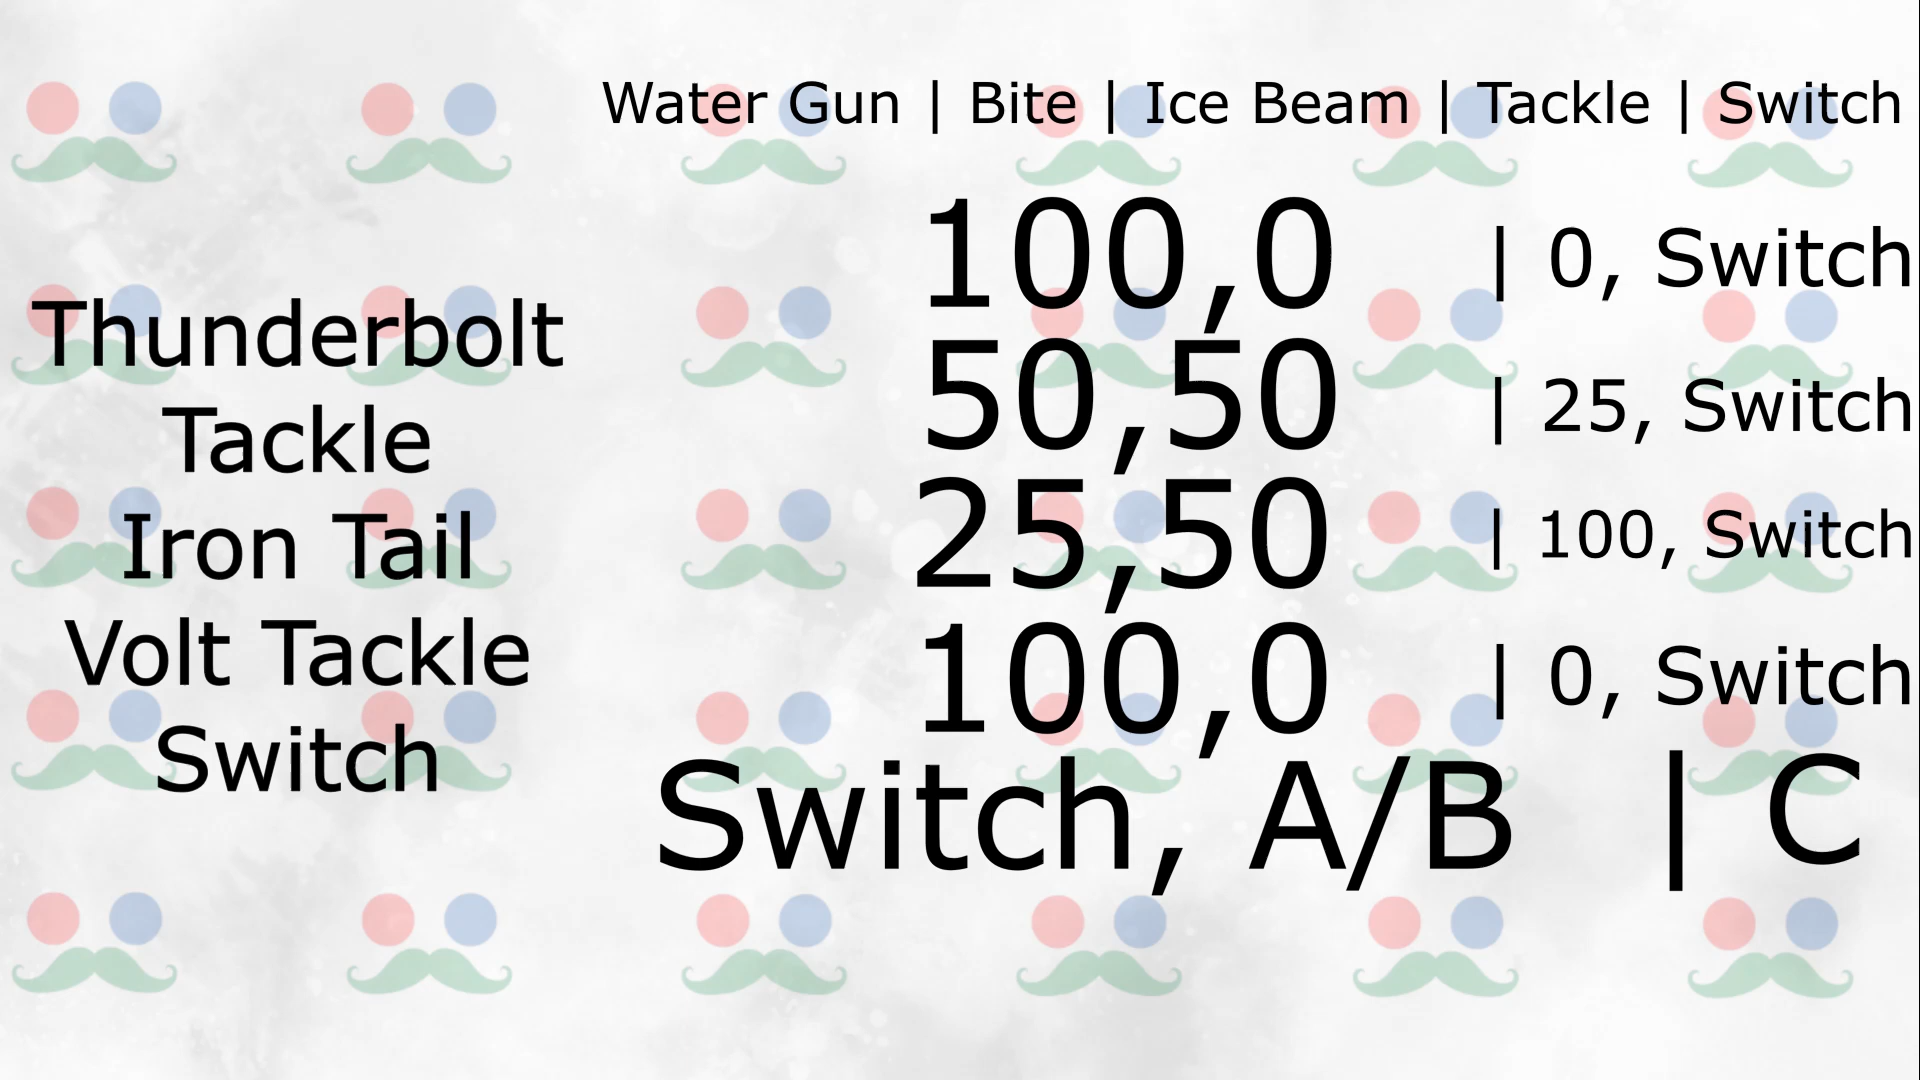 Water Gun | Bite | Ice Beam | Tackle | Switch
100,0 | 0, Switch
Thunderbolt
50,50 | 25, Switch
Tackle
25,50 | 100, Switch
Iron Tail
100,0 | 0, Switch
Volt Tackle
Switch
Switch, A/B | C